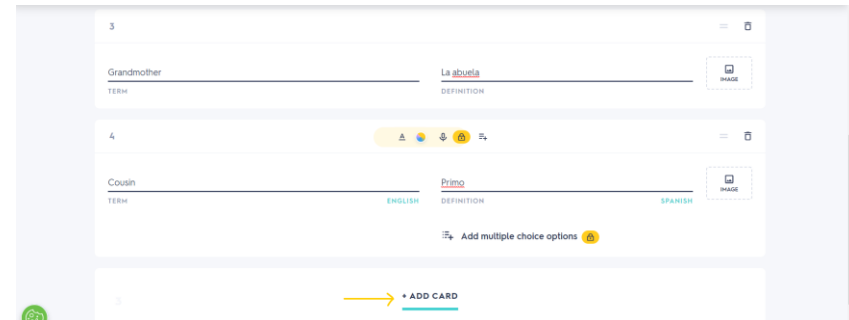 3
Grandmother
La abuela
IMAGE
TERM
DEFINITION
4
Cousin
Primo
IMAGE
TERM
ENGLISH
DEFINITION
SPANISH
Add multiple choice options
3
+ ADD CARD